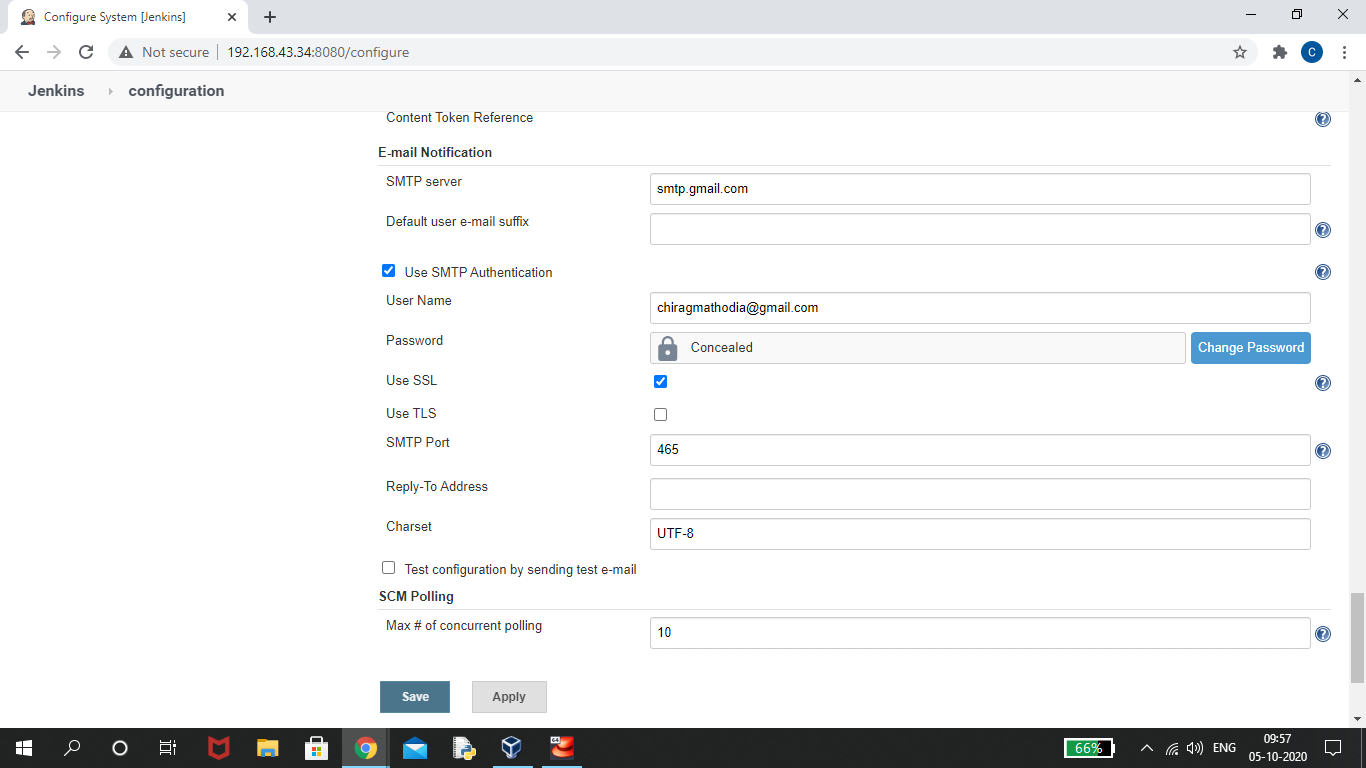 Configure System [Jenkins]
Not secure
192.168.43.34:8080/configure
C
Jenkins
configuration
Content Token Reference
E-mail Notification
SMTP server
smtp.gmail.com
Default user e-mail suffix
Use SMTP Authentication
User Name
chiragmathodia@gmail.com
Password
Concealed
Change Password
Use SSL
Use TLS
SMTP Port
465
Reply-To Address
Charset
UTF-8
Test configuration by sending test e-mail
SCM Polling
Max # of concurrent polling
10
Save
Apply
64
66%
ENG
09:57
05-10-2020